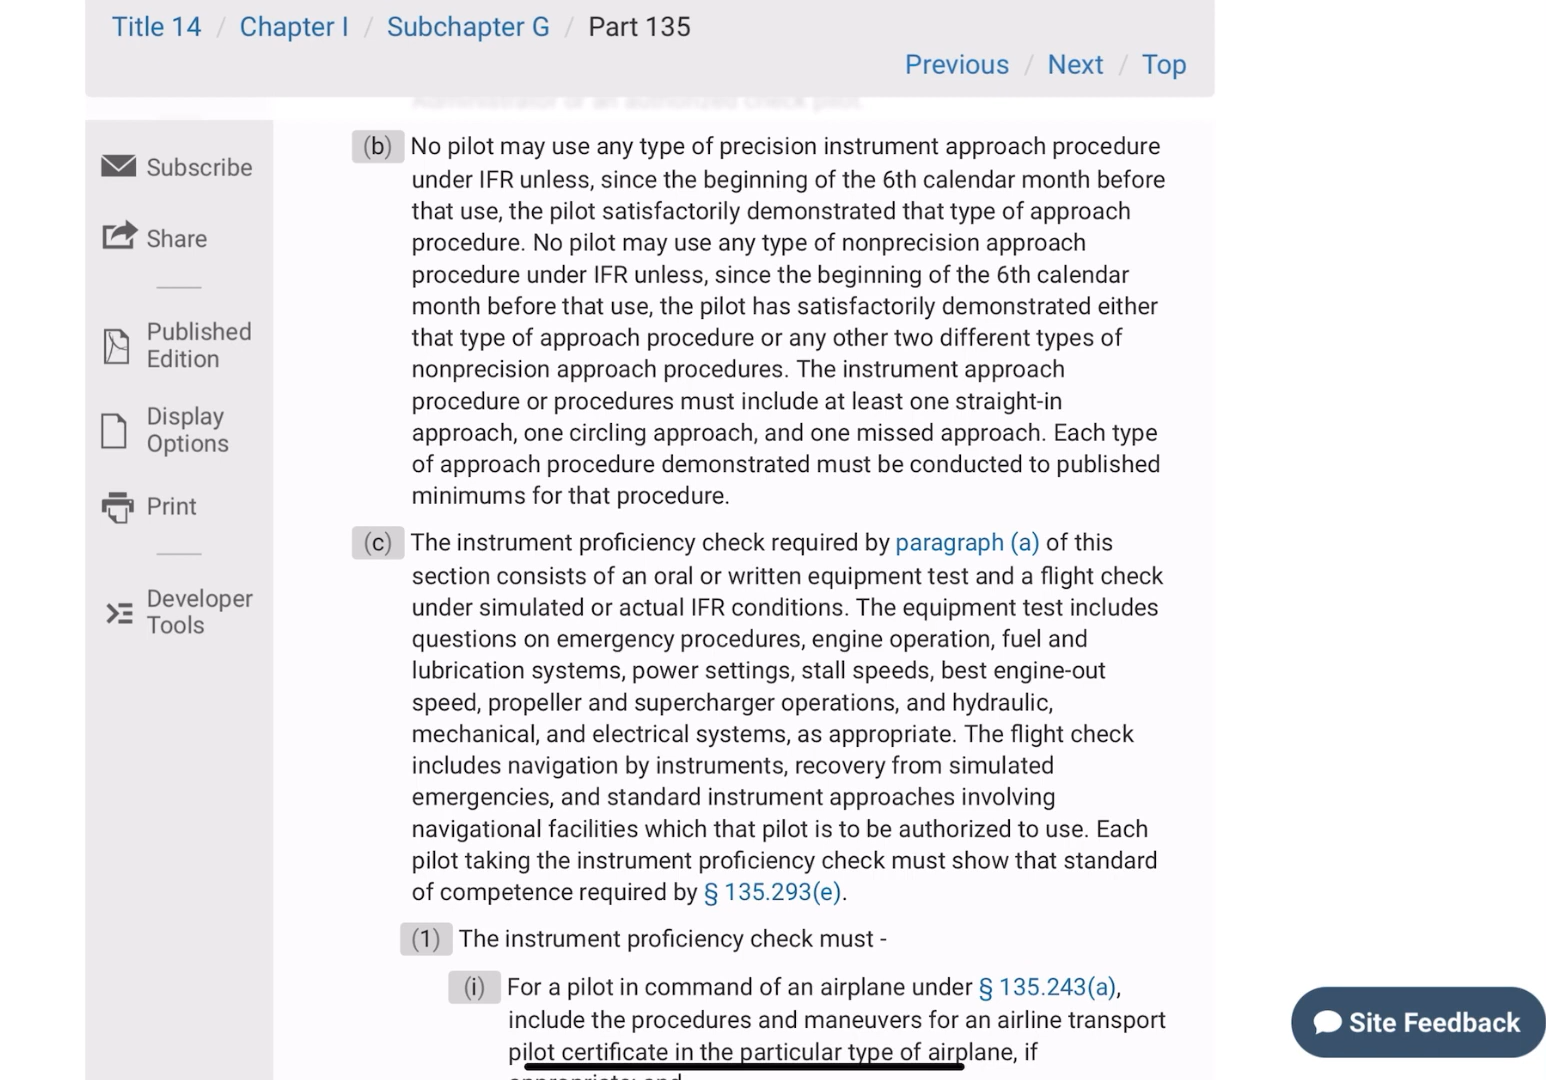 Title 14 / Chapter I / Subchapter G / Part 135
Previous / Next / Top
Administrator or an authorized check pilot.
Subscribe
Share
Published
Edition
Display
Options
Print
Developer
Tools
(b) No pilot may use any type of precision instrument approach procedure
under IFR unless, since the beginning of the 6th calendar month before
that use, the pilot satisfactorily demonstrated that type of approach
procedure. No pilot may use any type of nonprecision approach
procedure under IFR unless, since the beginning of the 6th calendar
month before that use, the pilot has satisfactorily demonstrated either
that type of approach procedure or any other two different types of
nonprecision approach procedures. The instrument approach
procedure or procedures must include at least one straight-in
approach, one circling approach, and one missed approach. Each type
of approach procedure demonstrated must be conducted to published
minimums for that procedure.
(c) The instrument proficiency check required by paragraph (a) of this
section consists of an oral or written equipment test and a flight check
under simulated or actual IFR conditions. The equipment test includes
questions on emergency procedures, engine operation, fuel and
lubrication systems, power settings, stall speeds, best engine-out
speed, propeller and supercharger operations, and hydraulic,
mechanical, and electrical systems, as appropriate. The flight check
includes navigation by instruments, recovery from simulated
emergencies, and standard instrument approaches involving
navigational facilities which that pilot is to be authorized to use. Each
pilot taking the instrument proficiency check must show that standard
of competence required by § 135.293(e).
(1) The instrument proficiency check must -
(i) For a pilot in command of an airplane under § 135.243(a),
include the procedures and maneuvers for an airline transport
pilot certificate in the particular type of airplane, if
appropriate; and
Site Feedback